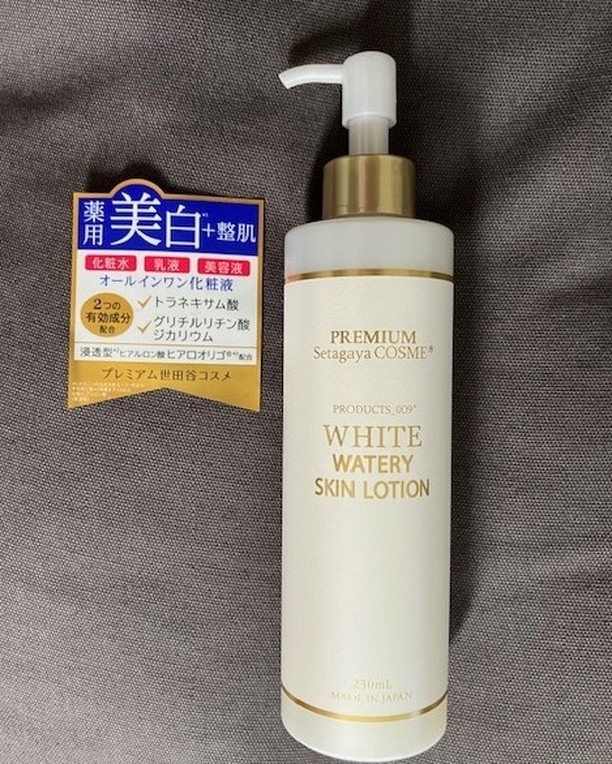 薬用
美白*¹+整肌
化粧水 乳液 美容液
オールインワン化粧液
2つの
有効成分
配合
トラネキサム酸
グリチルリチン酸
ジカリウム
浸透型*²ヒアルロン酸ヒアロオリゴ®*³配合
プレミアム世田谷コスメ
PREMIUM
Setagaya COSME®
PRODUCTS_009+
WHITE
WATERY
SKIN LOTION
230mL
MADE IN JAPAN